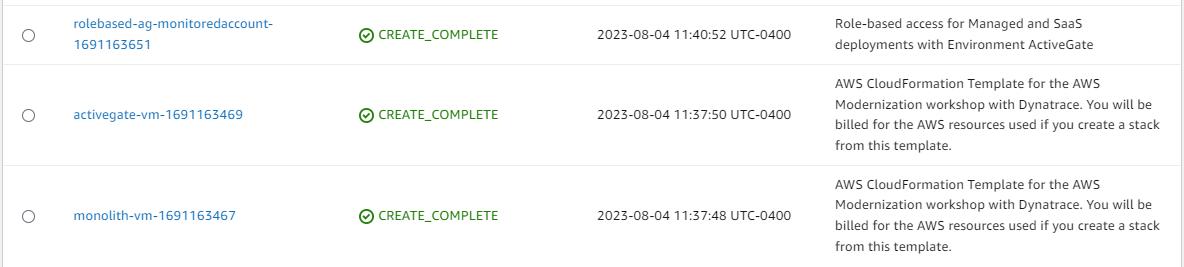 rolebased-ag-monitoredaccount-
1691163651
CREATE_COMPLETE
2023-08-04 11:40:52 UTC-0400
Role-based access for Managed and SaaS
deployments with Environment ActiveGate
activegate-vm-1691163469
CREATE_COMPLETE
2023-08-04 11:37:50 UTC-0400
AWS CloudFormation Template for the AWS
Modernization workshop with Dynatrace. You will be
billed for the AWS resources used if you create a stack
from this template.
monolith-vm-1691163467
CREATE_COMPLETE
2023-08-04 11:37:48 UTC-0400
AWS CloudFormation Template for the AWS
Modernization workshop with Dynatrace. You will be
billed for the AWS resources used if you create a stack
from this template.